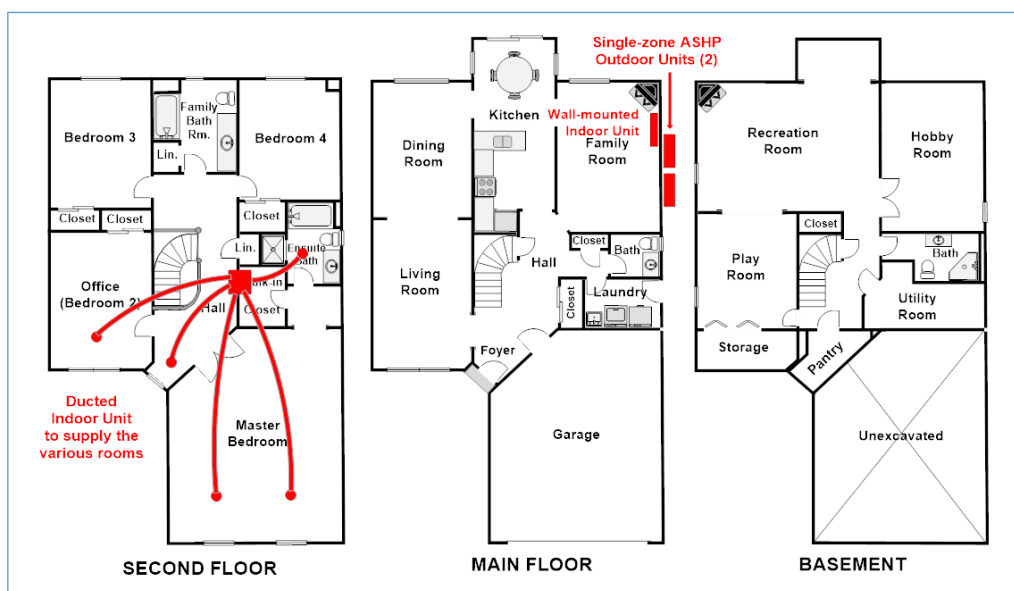 Bedroom 3
Family
Bath
Rm.
Lin.
Bedroom 4
Closet
Closet
Closet
Lin.
Ensuite
Bath
Office
(Bedroom 2)
Hall
Walk-in
Closet
Master
Bedroom
Ducted
Indoor Unit
to supply the
various rooms
SECOND FLOOR
Single-zone ASHP
Outdoor Units (2)
Kitchen
Wall-mounted
Indoor Unit
Dining
Room
Family
Room
Living
Room
Hall
Closet
Bath
Laundry
Closet
Foyer
Garage
MAIN FLOOR
Recreation
Room
Hobby
Room
Closet
Play
Room
Bath
Utility
Room
Storage
Pantry
Unexcavated
BASEMENT